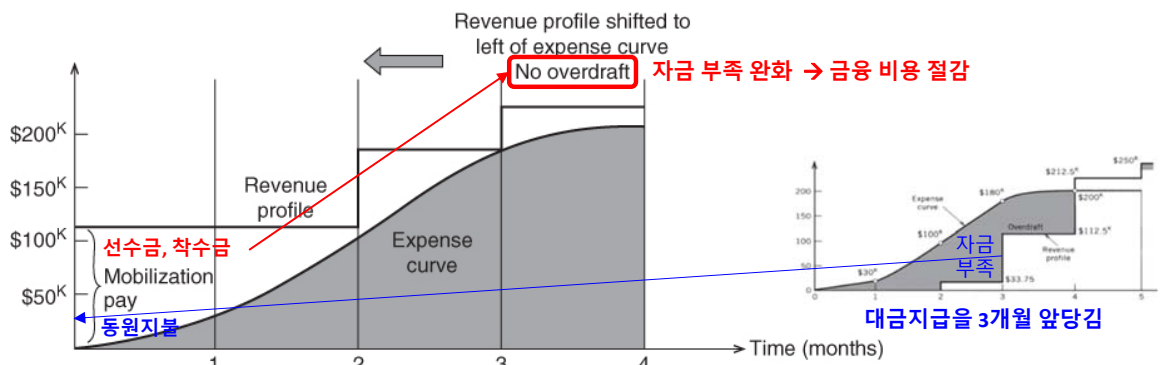 Revenue profile shifted to
left of expense curve
No overdraft
자금 부족 완화 → 금융 비용 절감
$200K
$150K
$100K
$50K
Revenue
profile
선수금, 착수금
Mobilization
pay
동원지불
Expense
curve
1
2
3
4
Time (months)
$250K
$212.5K
200
$180K
$200K
Expense
curve
150
$100K
Overdraft
$112.5K
100
자금
부족
Revenue
profile
50
$30K
$33.75
0
0
1
2
3
4
5
대금지급을 3개월 앞당김